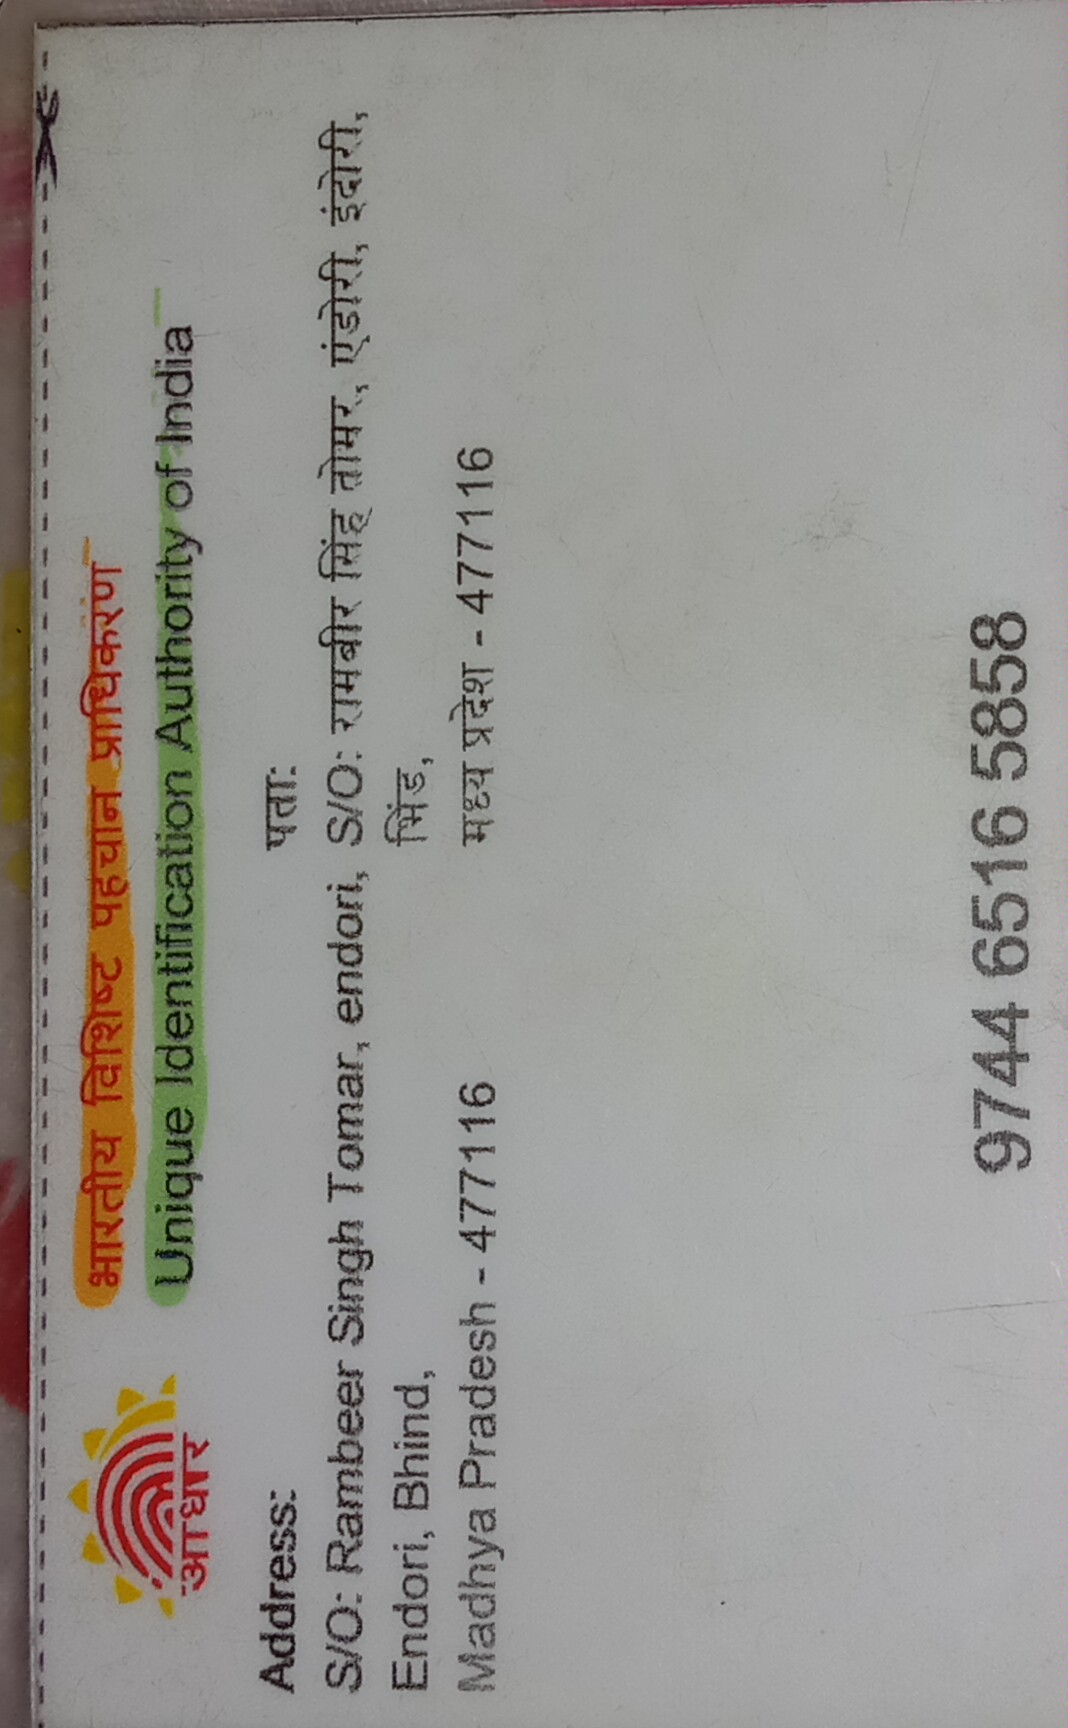 भारतीय विशिष्ट पहचान प्राधिकरण
Unique Identification Authority of India
आधार
Address:
S/O: Rambeer Singh Tomar, endori,
Endori, Bhind,
Madhya Pradesh - 477116
पता:
S/O: रामबीर सिंह तोमर, एंडोरी, इंदोरी,
भिंड,
मध्य प्रदेश - 477116
9744 6516 5858